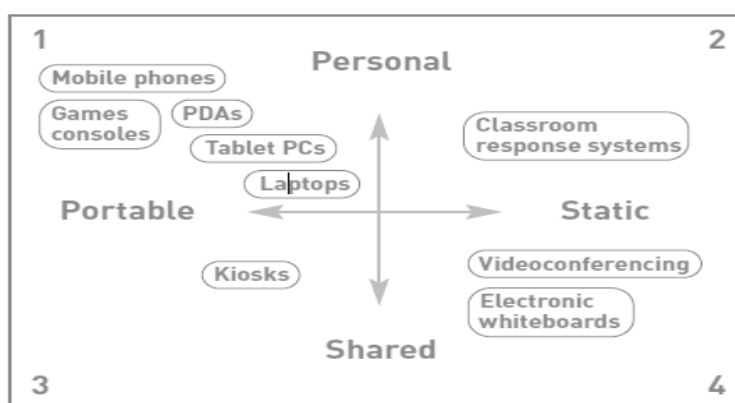 1
2
Personal
Mobile phones
Games
consoles
PDAs
Classroom
response systems
Tablet PCs
Laptops
Portable
Static
Videoconferencing
Kiosks
Electronic
whiteboards
Shared
3
4